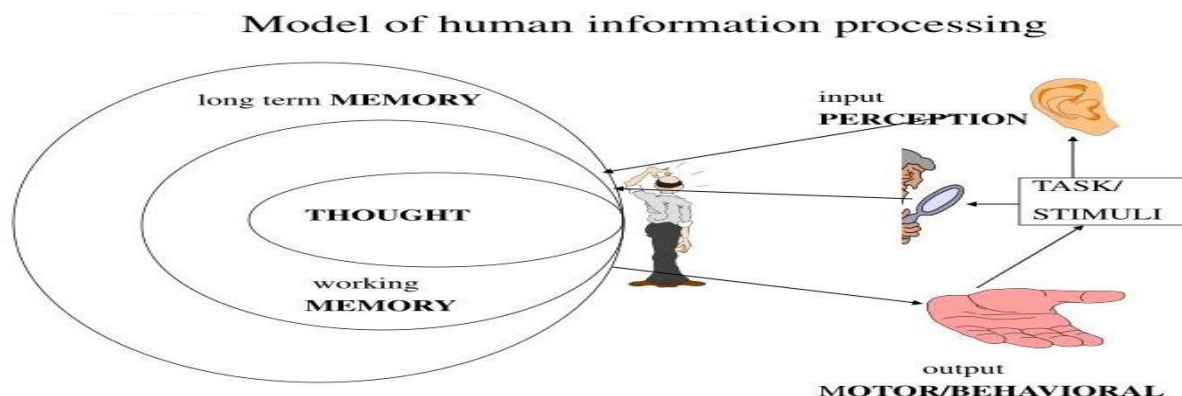 Model of human information processing
long term MEMORY
input
PERCEPTION
THOUGHT
TASK/
STIMULI
working
MEMORY
output
MOTOR/BEHAVIORAL